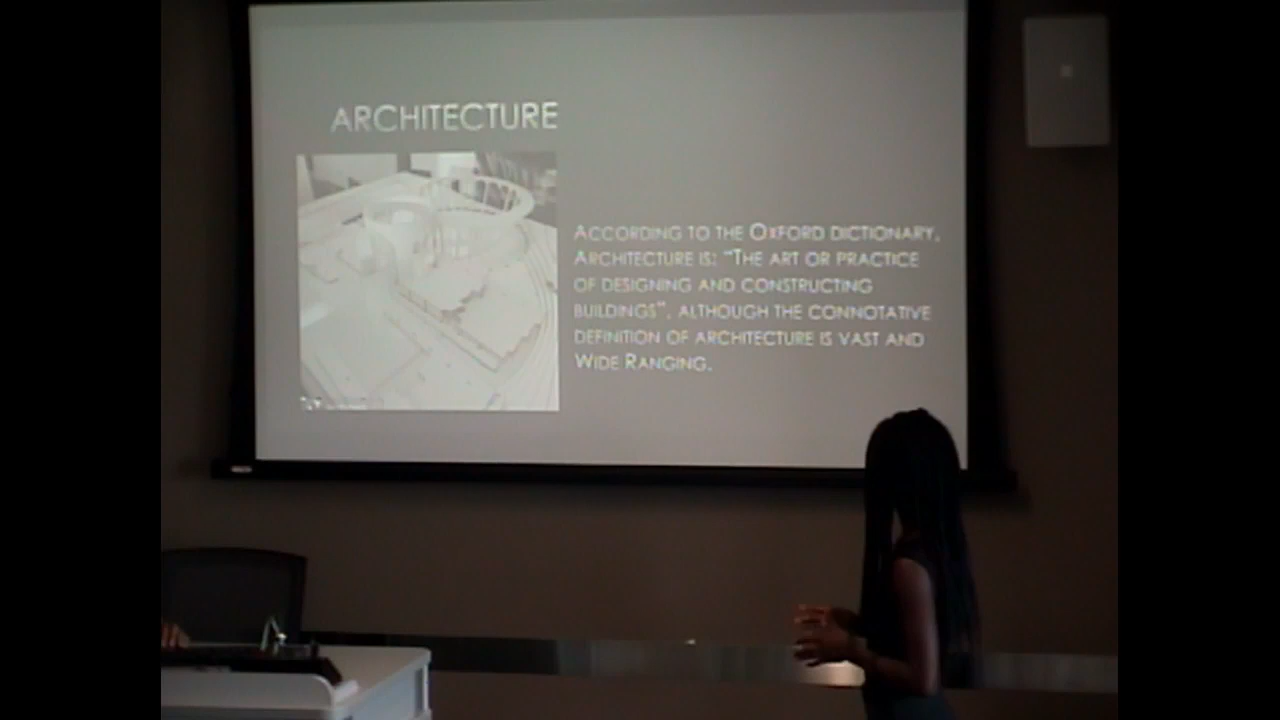 ARCHITECTURE
ACCORDING TO THE OXFORD DICTIONARY,
ARCHITECTURE IS: "THE ART OR PRACTICE
OF DESIGNING AND CONSTRUCTING
BUILDINGS", ALTHOUGH THE CONNOTATIVE
DEFINITION OF ARCHITECTURE IS VAST AND
WIDE RANGING.